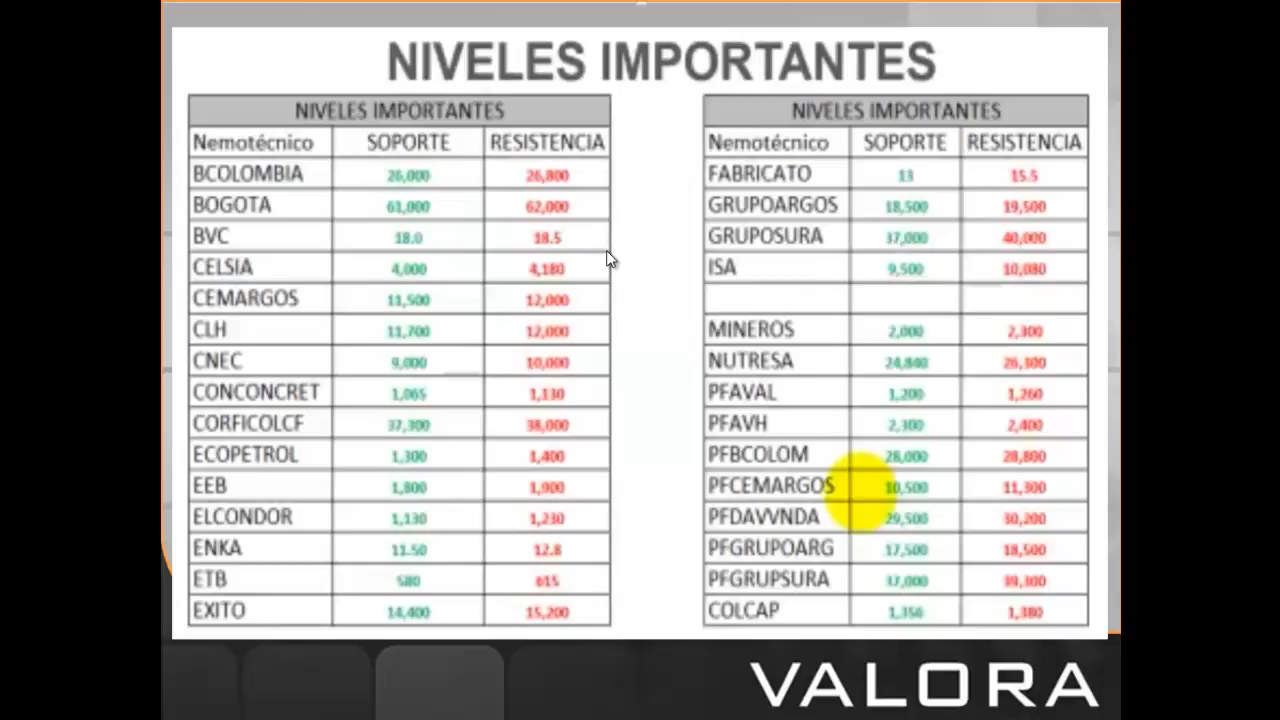 NIVELES IMPORTANTES
NIVELES IMPORTANTES
Nemotécnico SOPORTE RESISTENCIA
BCOLOMBIA 26,000 26,800
BOGOTA 61,000 62,000
BVC 18.0 18.5
CELSIA 4,000 4,180
CEMARGOS 11,500 12,000
CLH 11,700 12,000
CNEC 9,000 10,000
CONCONCRET 1,065 1,130
CORFICOLCF 37,300 38,000
ECOPETROL 1,300 1,400
EEB 1,800 1,900
ELCONDOR 1,130 1,230
ENKA 11.50 12.8
ETB 580 615
EXITO 14,400 15,200
NIVELES IMPORTANTES
Nemotécnico SOPORTE RESISTENCIA
FABRICATO 13 15.5
GRUPOARGOS 18,500 19,500
GRUPOSURA 37,000 40,000
ISA 9,500 10,080
MINEROS 2,000 2,300
NUTRESA 24,840 26,300
PFAVAL 1,200 1,260
PFAVH 2,300 2,400
PFBCOLOM 28,000 28,800
PFCEMARGOS 10,500 11,300
PFDAVVNDA 29,500 30,200
PFGRUPOARG 17,500 18,500
PFGRUPSURA 37,000 39,300
COLCAP 1,356 1,380
VALORA